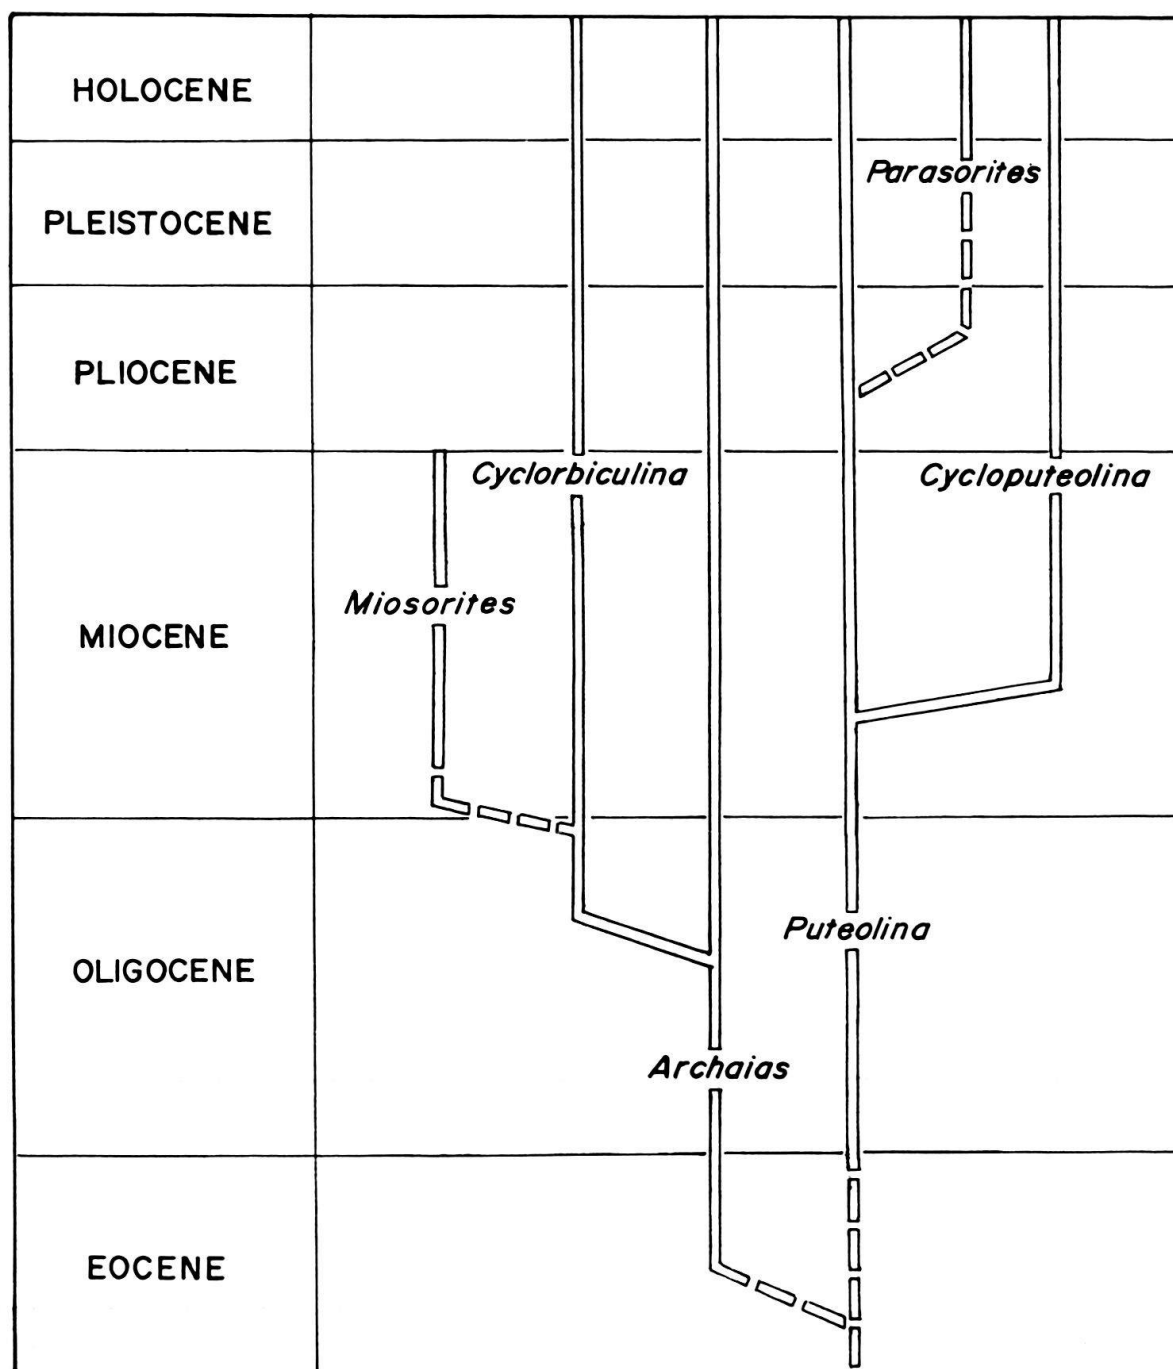 HOLOCENE
Parasorites
PLEISTOCENE
PLIOCENE
Cyclorbiculina
Cycloputeolina
Miosorites
MIOCENE
Puteolina
OLIGOCENE
Archaias
EOCENE